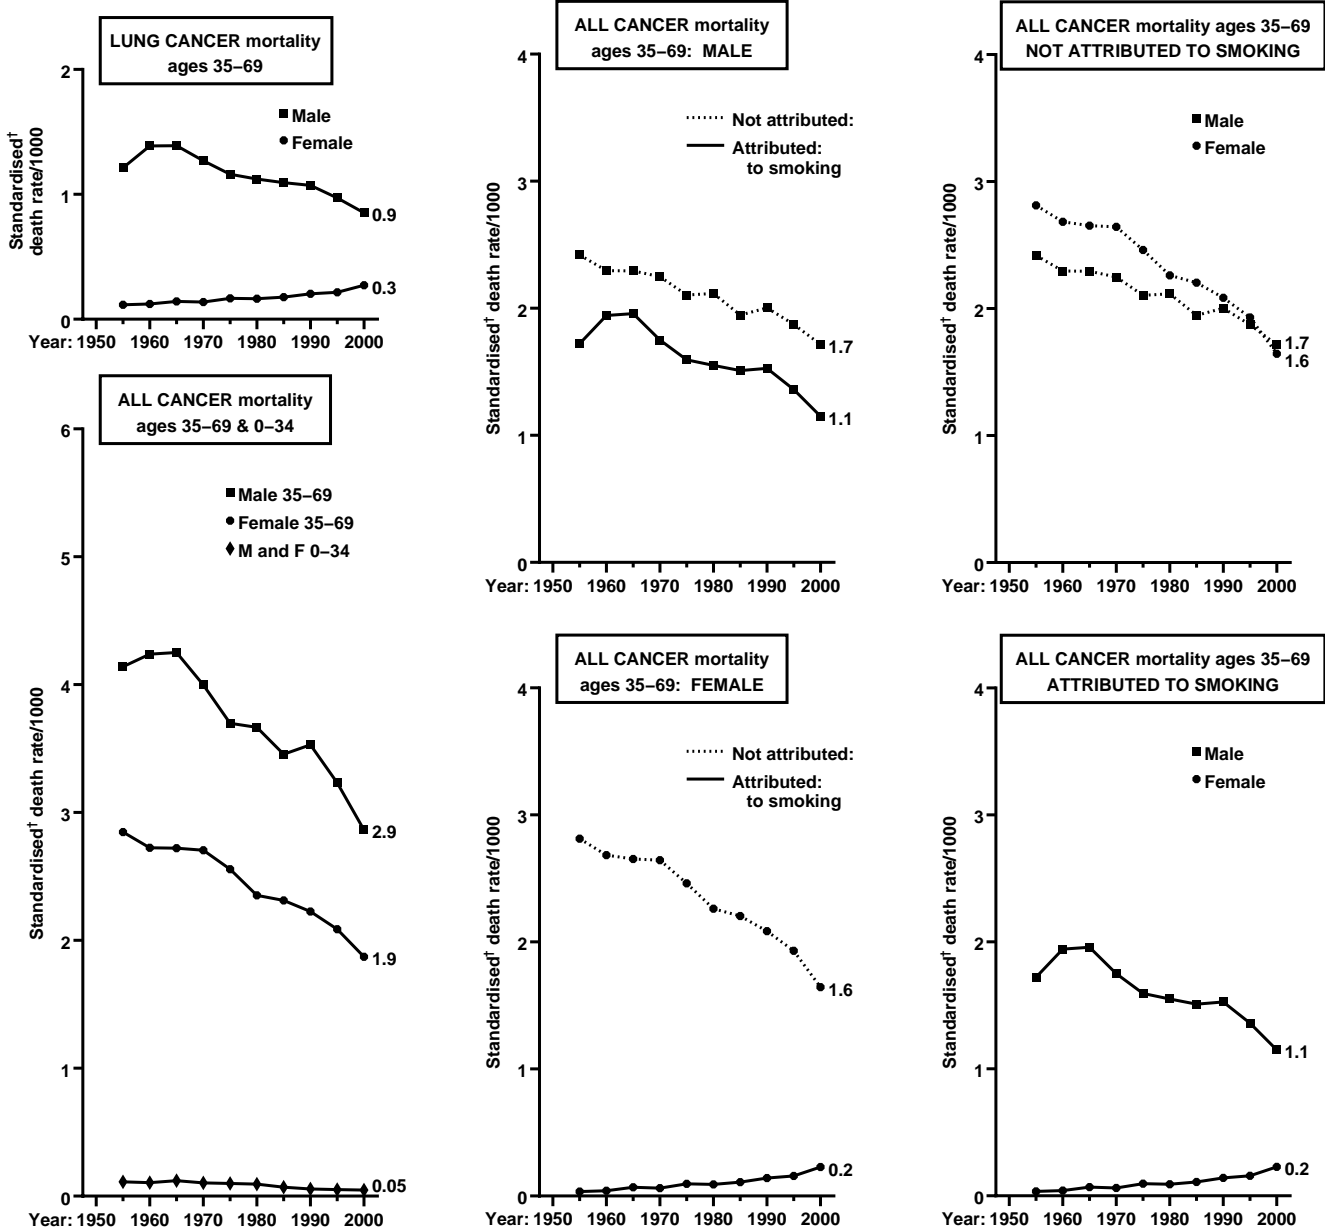 LUNG CANCER mortality
ages 35–69
Standardised†
death rate/1000
2
1
0
Male
Female
0.9
0.3
Year: 1950 1960 1970 1980 1990 2000
ALL CANCER mortality
ages 35–69 & 0–34
Standardised† death rate/1000
6
5
4
3
2
1
0
Male 35–69
Female 35–69
M and F 0–34
2.9
1.9
0.05
Year: 1950 1960 1970 1980 1990 2000
ALL CANCER mortality
ages 35–69: MALE
Standardised† death rate/1000
4
3
2
1
0
Not attributed:
Attributed:
to smoking
1.7
1.1
Year: 1950 1960 1970 1980 1990 2000
ALL CANCER mortality
ages 35–69: FEMALE
Standardised† death rate/1000
4
3
2
1
0
Not attributed:
Attributed:
to smoking
1.6
0.2
Year: 1950 1960 1970 1980 1990 2000
ALL CANCER mortality ages 35–69
NOT ATTRIBUTED TO SMOKING
Standardised† death rate/1000
4
3
2
1
0
Male
Female
1.7
1.6
Year: 1950 1960 1970 1980 1990 2000
ALL CANCER mortality ages 35–69
ATTRIBUTED TO SMOKING
Standardised† death rate/1000
4
3
2
1
0
Male
Female
1.1
0.2
Year: 1950 1960 1970 1980 1990 2000